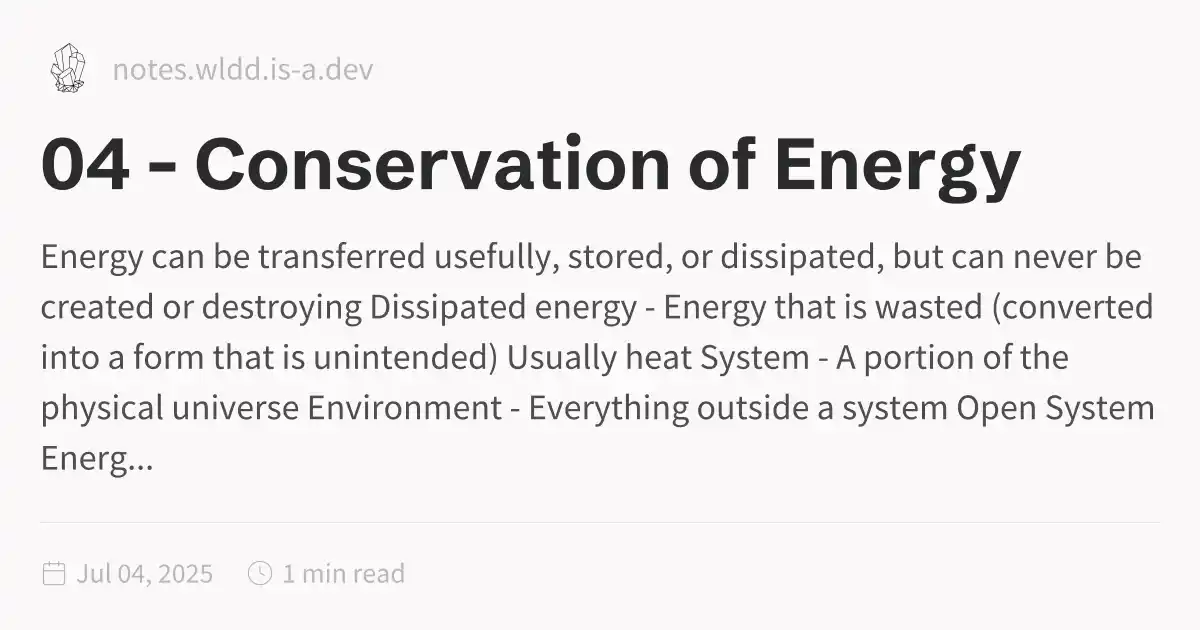 notes.wldd.is-a.dev
04 - Conservation of Energy
Energy can be transferred usefully, stored, or dissipated, but can never be
created or destroying Dissipated energy - Energy that is wasted (converted
into a form that is unintended) Usually heat System - A portion of the
physical universe Environment - Everything outside a system Open System
Energ...
Jul 04, 2025 1 min read